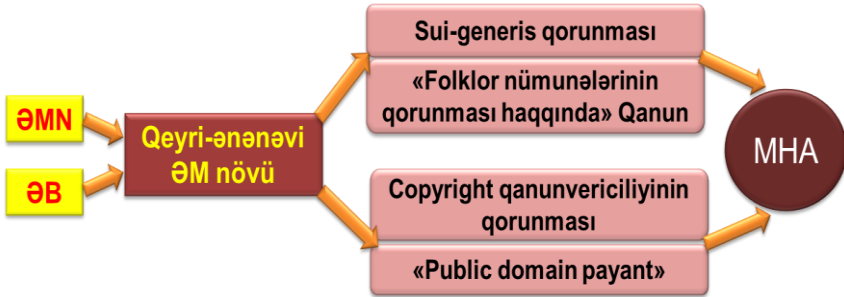 ƏMN
ƏB
Qeyri-ənənəvi
ƏM növü
Sui-generis qorunması
«Folklor nümunələrinin
qorunması haqqında» Qanun
Copyright qanunvericiliyinin
qorunması
«Public domain payant»
MHA